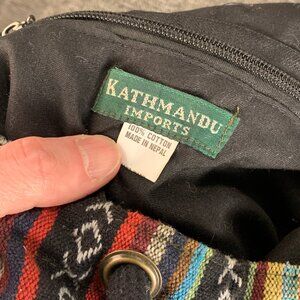 KATHMANDU
IMPORTS
100% COTTON
MADE IN NEPAL